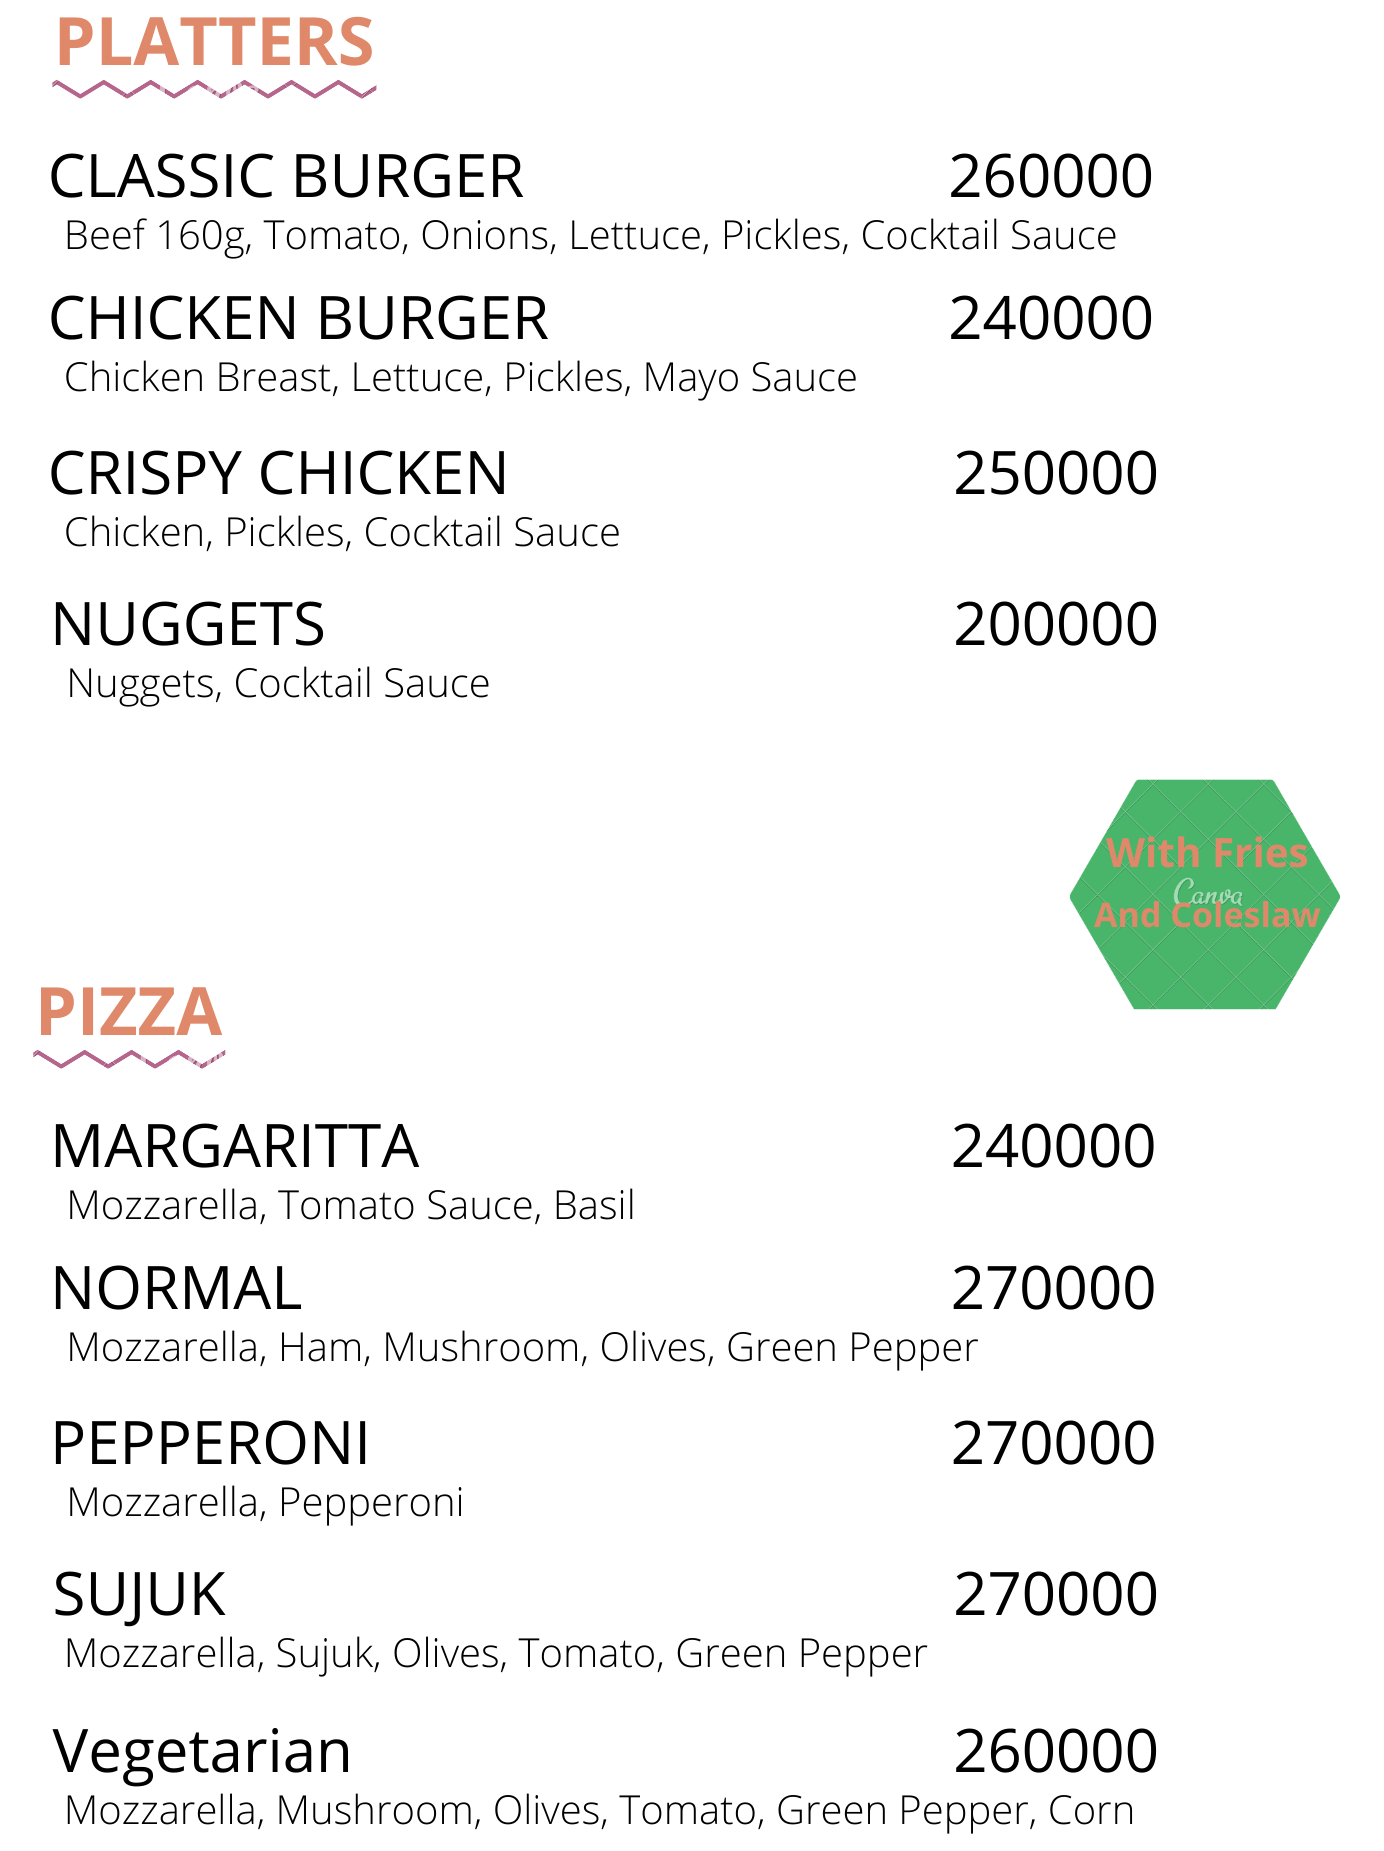 PLATTERS
CLASSIC BURGER 260000
Beef 160g, Tomato, Onions, Lettuce, Pickles, Cocktail Sauce
CHICKEN BURGER 240000
Chicken Breast, Lettuce, Pickles, Mayo Sauce
CRISPY CHICKEN 250000
Chicken, Pickles, Cocktail Sauce
NUGGETS 200000
Nuggets, Cocktail Sauce
With Fries
Canva
And Coleslaw
PIZZA
MARGARITTA 240000
Mozzarella, Tomato Sauce, Basil
NORMAL 270000
Mozzarella, Ham, Mushroom, Olives, Green Pepper
PEPPERONI 270000
Mozzarella, Pepperoni
SUJUK 270000
Mozzarella, Sujuk, Olives, Tomato, Green Pepper
Vegetarian 260000
Mozzarella, Mushroom, Olives, Tomato, Green Pepper, Corn